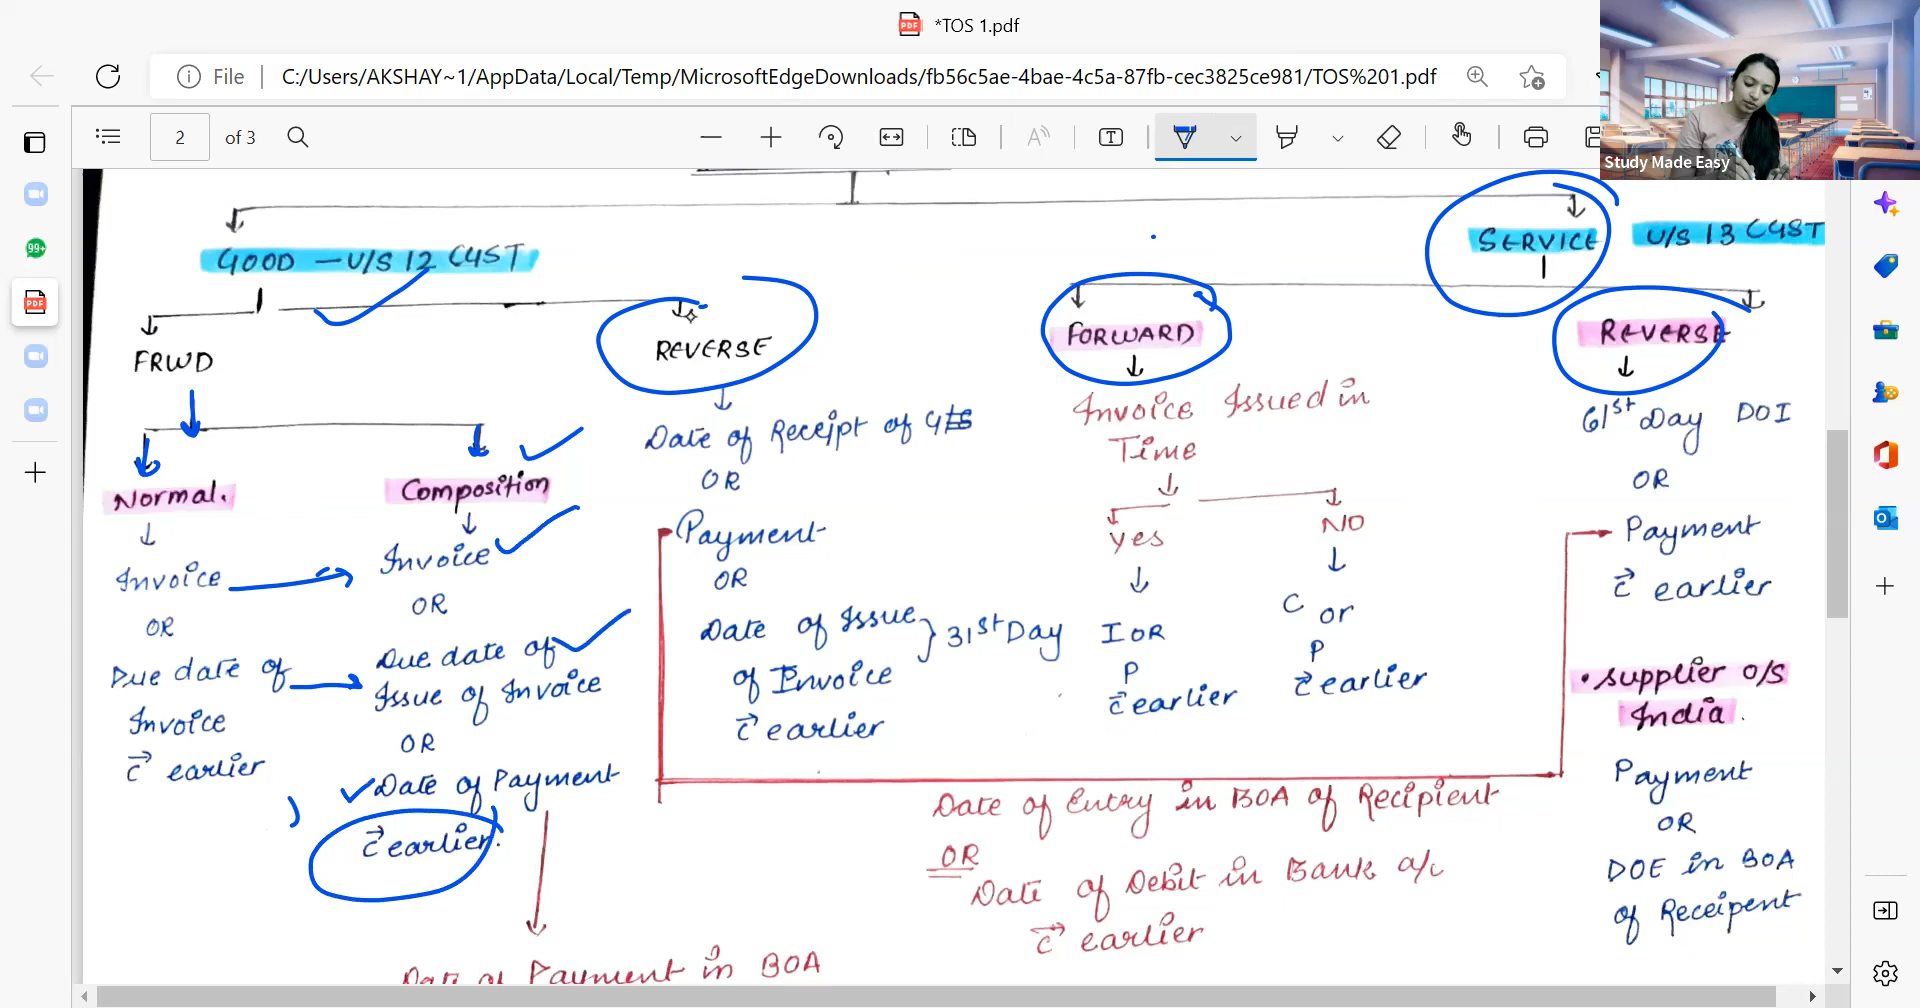 *TOS 1.pdf
File
C:/Users/AKSHAY~1/AppData/Local/Temp/MicrosoftEdgeDownloads/fb56c5ae-4bae-4c5a-87fb-cec3825ce981/TOS%201.pdf
2 of 3
Study Made Easy
99+
PDF
GOOD - U/S 12 CGST
SERVICE U/S 13 CGST
FRWD
REVERSE
FORWARD
REVERSE
Normal.
Invoice
OR
Due date of
Invoice
c⃗ earlier
Composition
Invoice
OR
Due date of
Issue of Invoice
OR
Date of Payment
c⃗ earlier.
Date of Payment in BOA
Date of Receipt of G
OR
Payment
OR
Date of Issue
of Invoice
} 31st Day
c⃗ earlier
Invoice Issued in
Time
Yes
I OR
P
c⃗ earlier
NO
C or
P
c⃗ earlier
Date of Entry in BOA of Recipient
OR
Date of Debit in Bank a/c
c⃗ earlier
61st Day DOI
OR
Payment
c⃗ earlier
• Supplier O/S
India.
Payment
OR
DOE in BOA
of Receipent